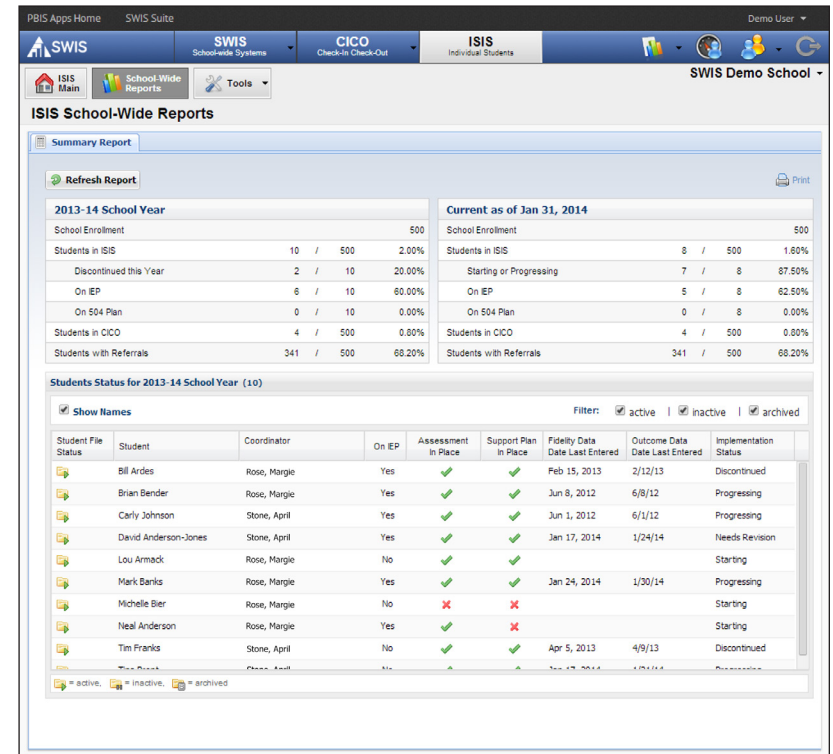 PBIS Apps Home SWIS Suite Demo User
SWIS
SWIS
School-wide Systems
CICO
Check-In Check-Out
ISIS
Individual Students
ISIS Main
School-Wide Reports
Tools
SWIS Demo School
ISIS School-Wide Reports
Summary Report
Refresh Report
Print
2013-14 School Year
School Enrollment 500
Students in ISIS 10 / 500 2.00%
Discontinued this Year 2 / 10 20.00%
On IEP 6 / 10 60.00%
On 504 Plan 0 / 10 0.00%
Students in CICO 4 / 500 0.80%
Students with Referrals 341 / 500 68.20%
Current as of Jan 31, 2014
School Enrollment 500
Students in ISIS 8 / 500 1.60%
Starting or Progressing 7 / 8 87.50%
On IEP 5 / 8 62.50%
On 504 Plan 0 / 8 0.00%
Students in CICO 4 / 500 0.80%
Students with Referrals 341 / 500 68.20%
Students Status for 2013-14 School Year (10)
Show Names Filter: active | inactive | archived
Student File Status Student Coordinator On IEP Assessment In Place Support Plan In Place Fidelity Data Date Last Entered Outcome Data Date Last Entered Implementation Status
Bill Ardes Rose, Margie Yes Feb 15, 2013 2/12/13 Discontinued
Brian Bender Rose, Margie Yes Jun 8, 2012 6/8/12 Progressing
Carly Johnson Stone, April Yes Jun 1, 2012 6/1/12 Progressing
David Anderson-Jones Stone, April Yes Jan 17, 2014 1/24/14 Needs Revision
Lou Armack Rose, Margie No Starting
Mark Banks Rose, Margie Yes Jan 24, 2014 1/30/14 Progressing
Michelle Bier Rose, Margie No Starting
Neal Anderson Rose, Margie Yes Starting
Tim Franks Stone, April No Apr 5, 2013 4/9/13 Discontinued
= active, = inactive, = archived